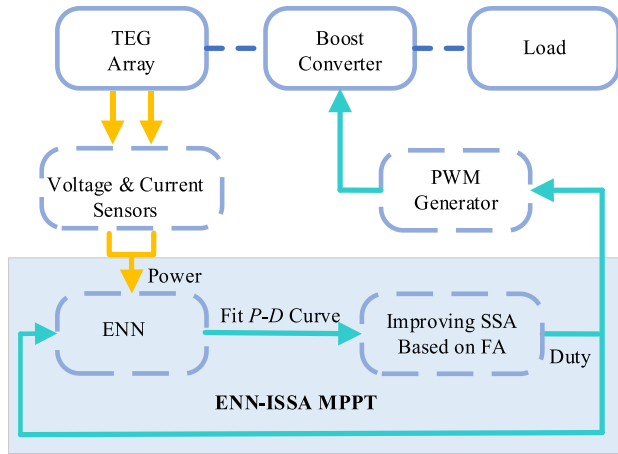 TEG
Array
Boost
Converter
Load
Voltage & Current
Sensors
PWM
Generator
Power
ENN
Fit P-D Curve
Improving SSA
Based on FA
Duty
ENN-ISSA MPPT